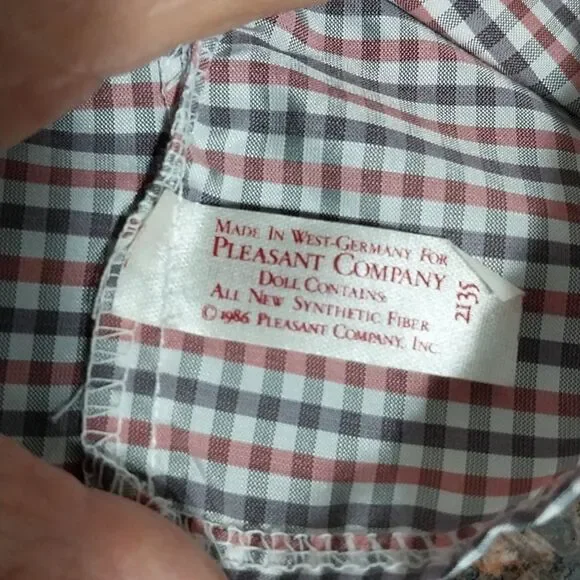 MADE IN WEST-GERMANY FOR
PLEASANT COMPANY
DOLL CONTAINS:
ALL NEW SYNTHETIC FIBER
© 1986 PLEASANT COMPANY, INC.
2135